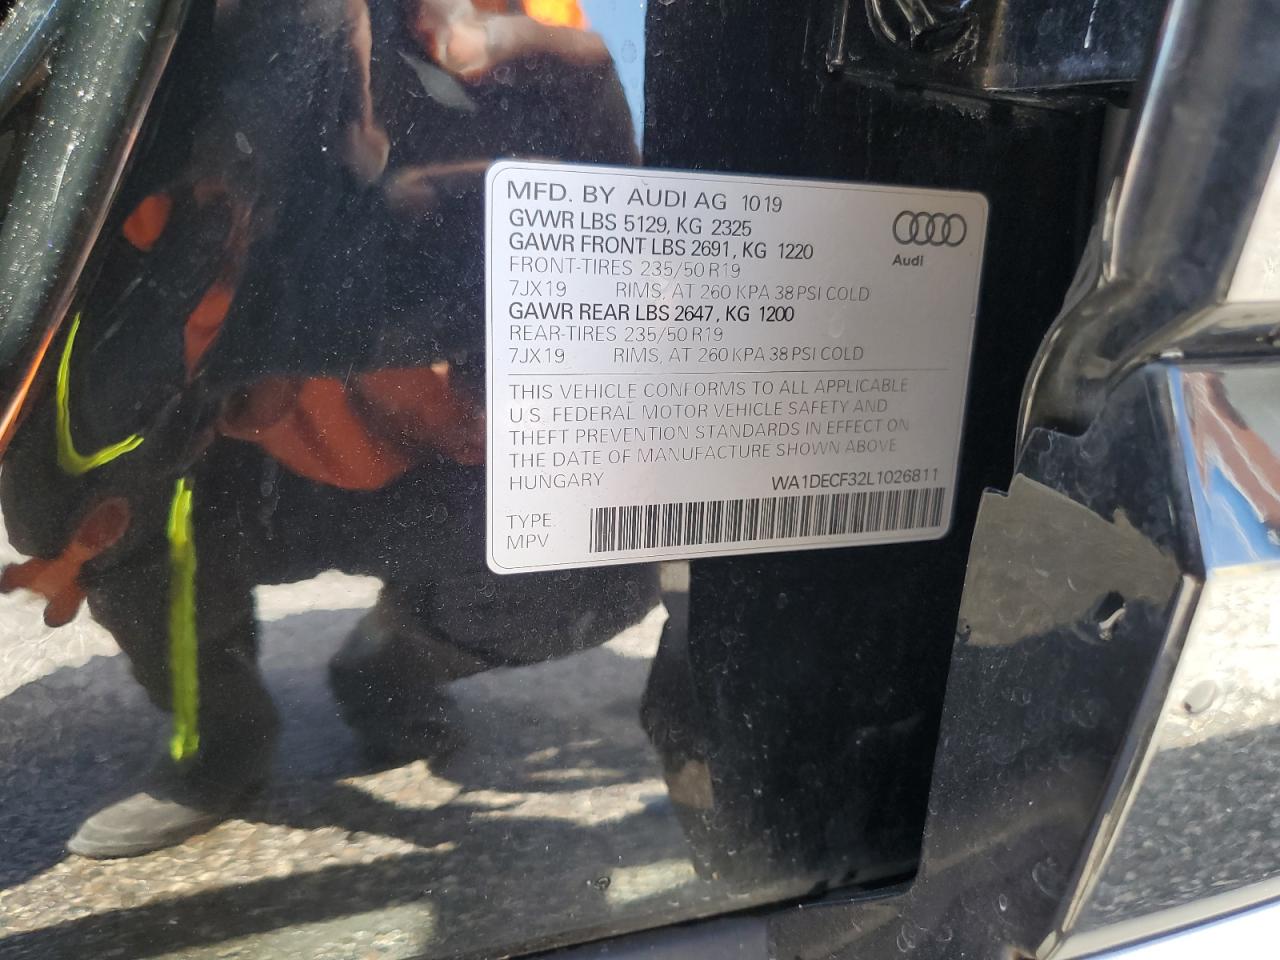 MFD. BY AUDI AG 10 19
GVWR LBS 5129, KG 2325
GAWR FRONT LBS 2691, KG 1220
FRONT-TIRES 235/50 R19
7JX19 RIMS, AT 260 KPA 38 PSI COLD
GAWR REAR LBS 2647, KG 1200
REAR-TIRES 235/50 R19
7JX19 RIMS, AT 260 KPA 38 PSI COLD
Audi
THIS VEHICLE CONFORMS TO ALL APPLICABLE
U.S. FEDERAL MOTOR VEHICLE SAFETY AND
THEFT PREVENTION STANDARDS IN EFFECT ON
THE DATE OF MANUFACTURE SHOWN ABOVE
HUNGARY WA1DECF32L1026811
TYPE:
MPV